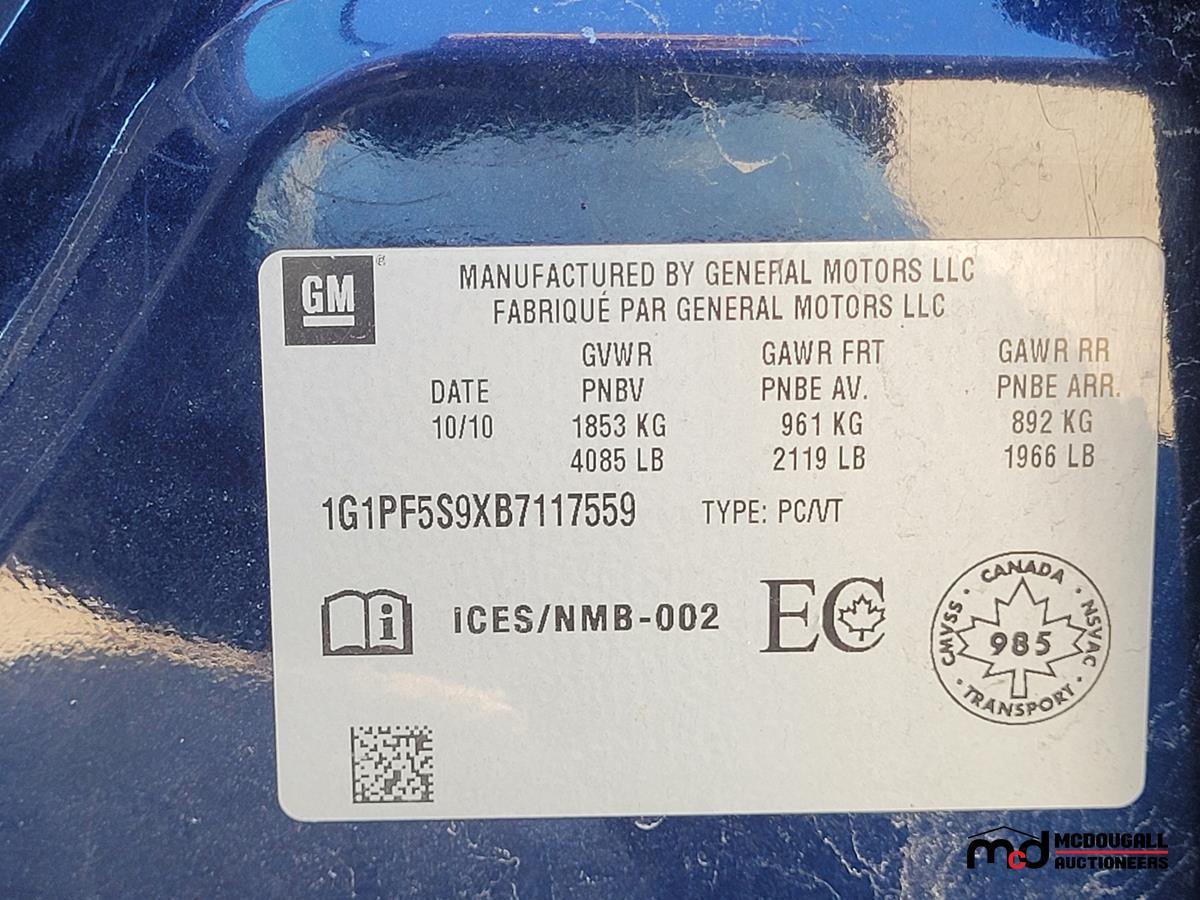 GM ®
MANUFACTURED BY GENERAL MOTORS LLC
FABRIQUÉ PAR GENERAL MOTORS LLC
GVWR GAWR FRT GAWR RR
DATE PNBV PNBE AV. PNBE ARR.
10/10 1853 KG 961 KG 892 KG
4085 LB 2119 LB 1966 LB
1G1PF5S9XB7117559 TYPE: PC/VT
i ICES/NMB-002 EC
CMVSS · CANADA · NSVAC · TRANSPORT ·
985
mcd MCDOUGALL
AUCTIONEERS